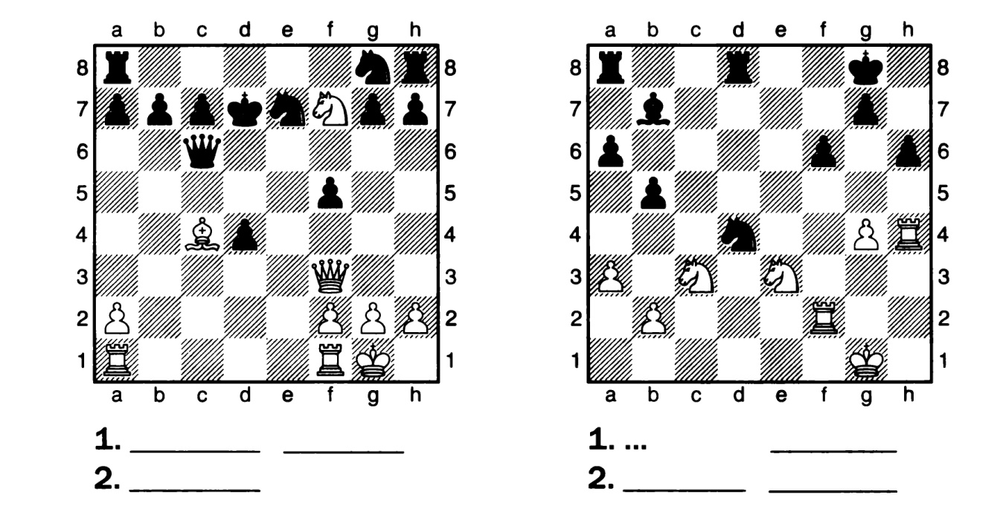 a b c d e f g h a b c d e f g h
8 8 8 8
7 7 7 7
6 6 6 6
5 5 5 5
4 4 4 4
3 3 3 3
2 2 2 2
1 1 1 1
a b c d e f g h a b c d e f g h
1. 1. ...
2. 2.